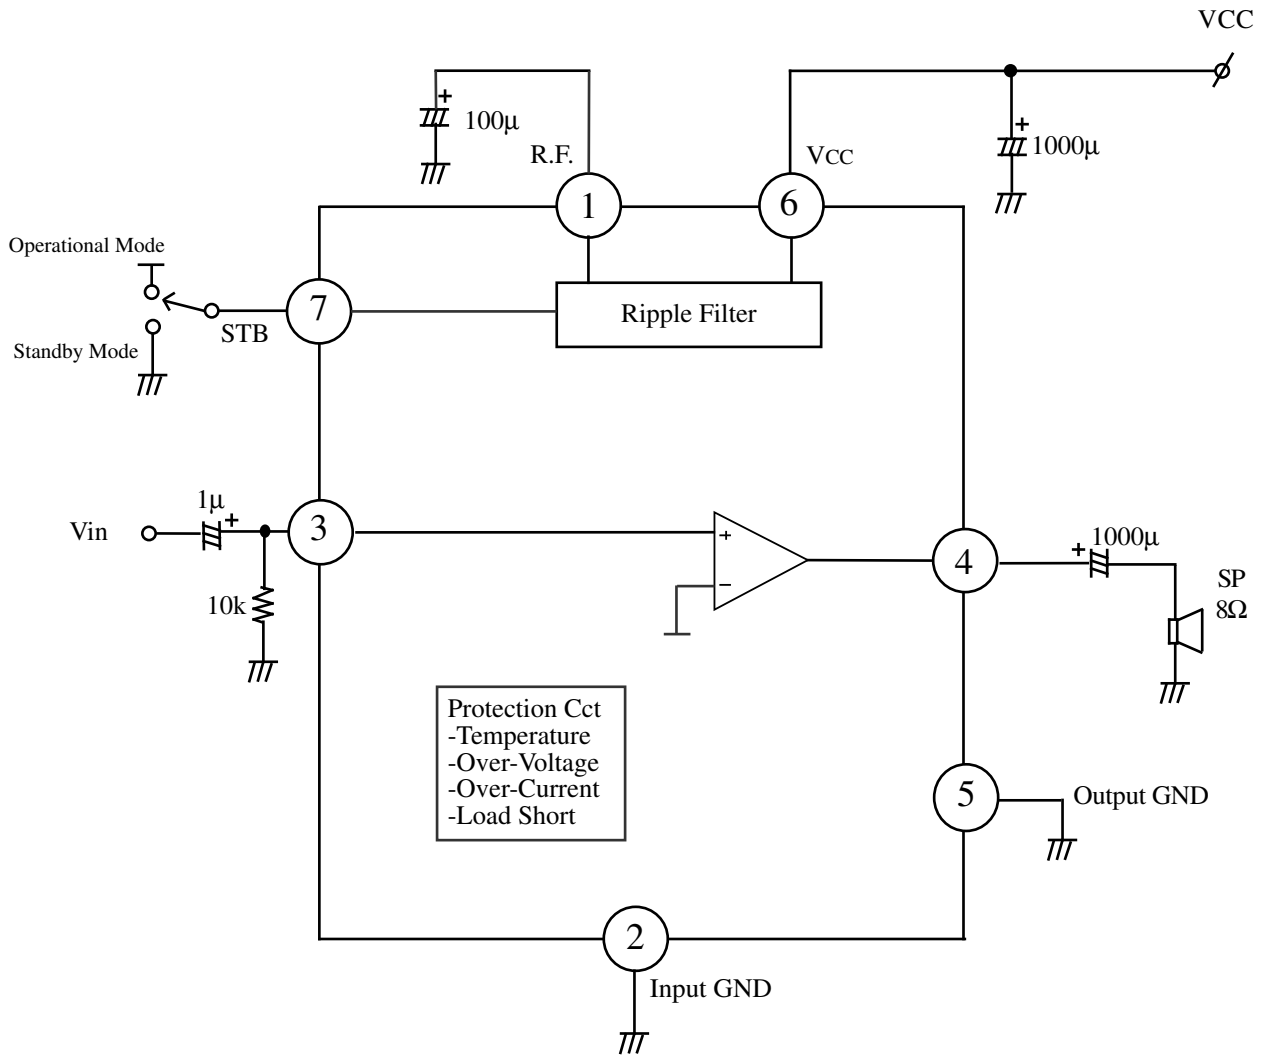 VCC
+
100μ
+
1000μ
R.F.
VCC
1
6
Operational Mode
7
Ripple Filter
STB
Standby Mode
1μ
+
Vin
3
+
−
4
+
1000μ
SP
8Ω
10k
Protection Cct
-Temperature
-Over-Voltage
-Over-Current
-Load Short
5
Output GND
2
Input GND